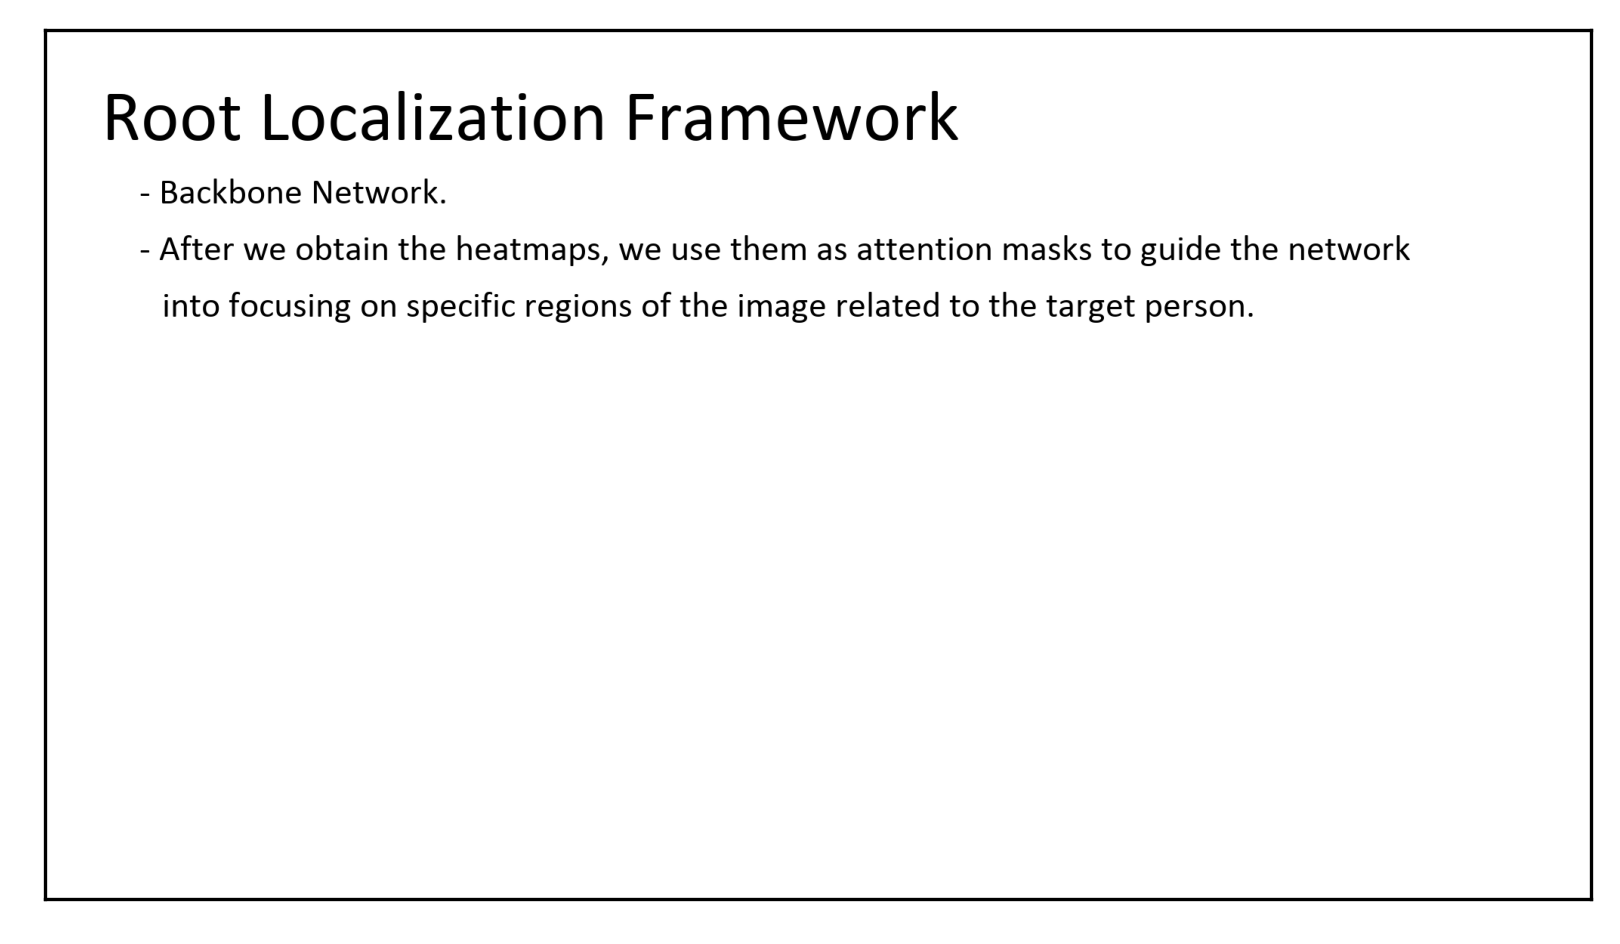 Root Localization Framework
- Backbone Network.
- After we obtain the heatmaps, we use them as attention masks to guide the network
into focusing on specific regions of the image related to the target person.